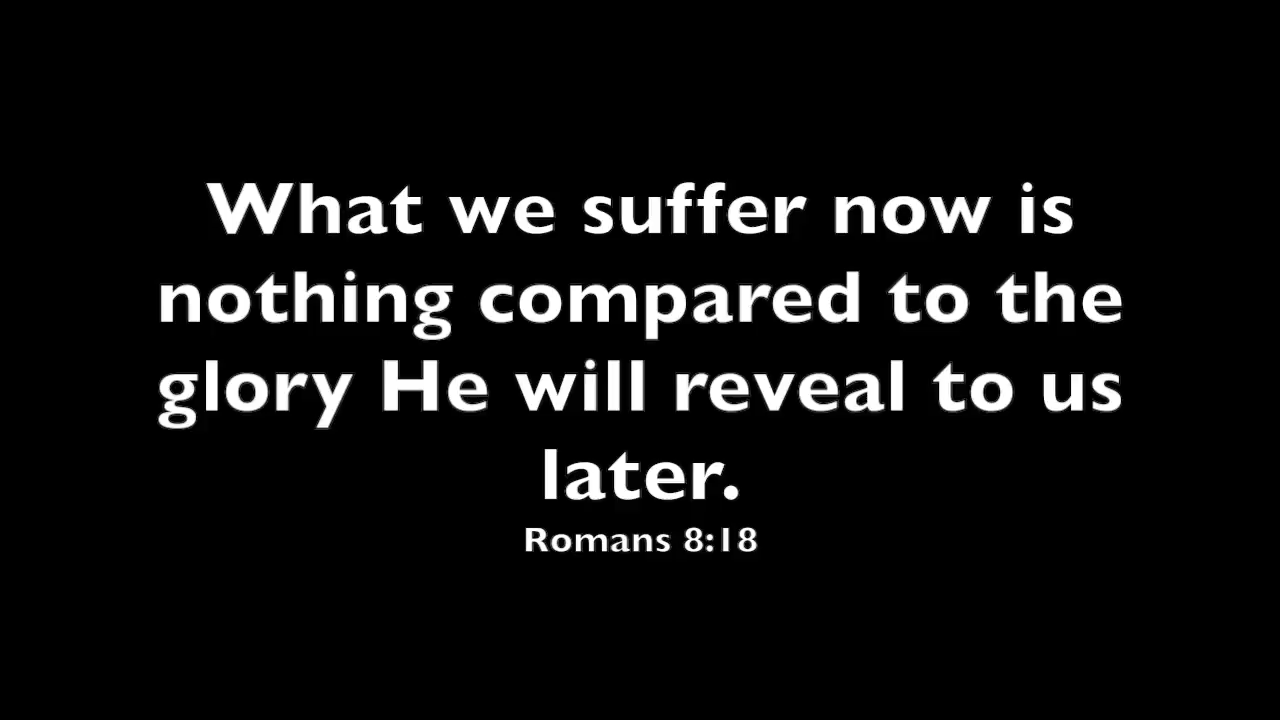 What we suffer now is
nothing compared to the
glory He will reveal to us
later.
Romans 8:18